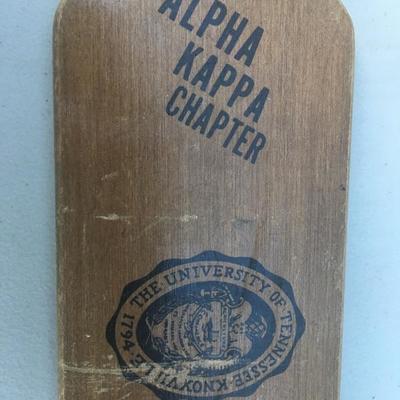 ALPHA
KAPPA
CHAPTER
THE·UNIVERSITY·OF·TENNESSEE·KNOXVILLE·1794·